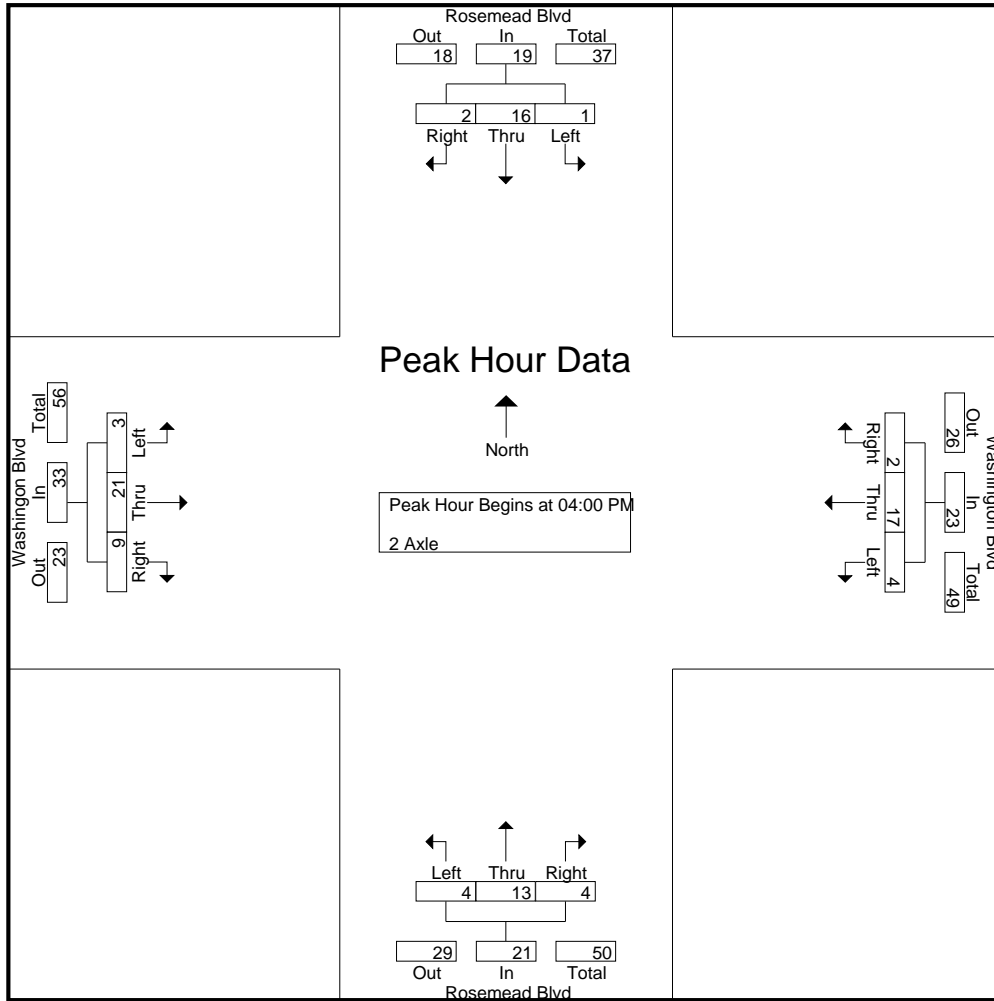 Rosemead Blvd
Out In Total
18 19 37
2 16 1
Right Thru Left
Peak Hour Data
North
Peak Hour Begins at 04:00 PM
2 Axle
Washingon Blvd
Total In Out
56 33 23
3 21 9
Left Thru Right
Right Thru Left
2 17 4
26 23 49
Out In Total
Washington Blvd
Left Thru Right
4 13 4
29 21 50
Out In Total
Rosemead Blvd